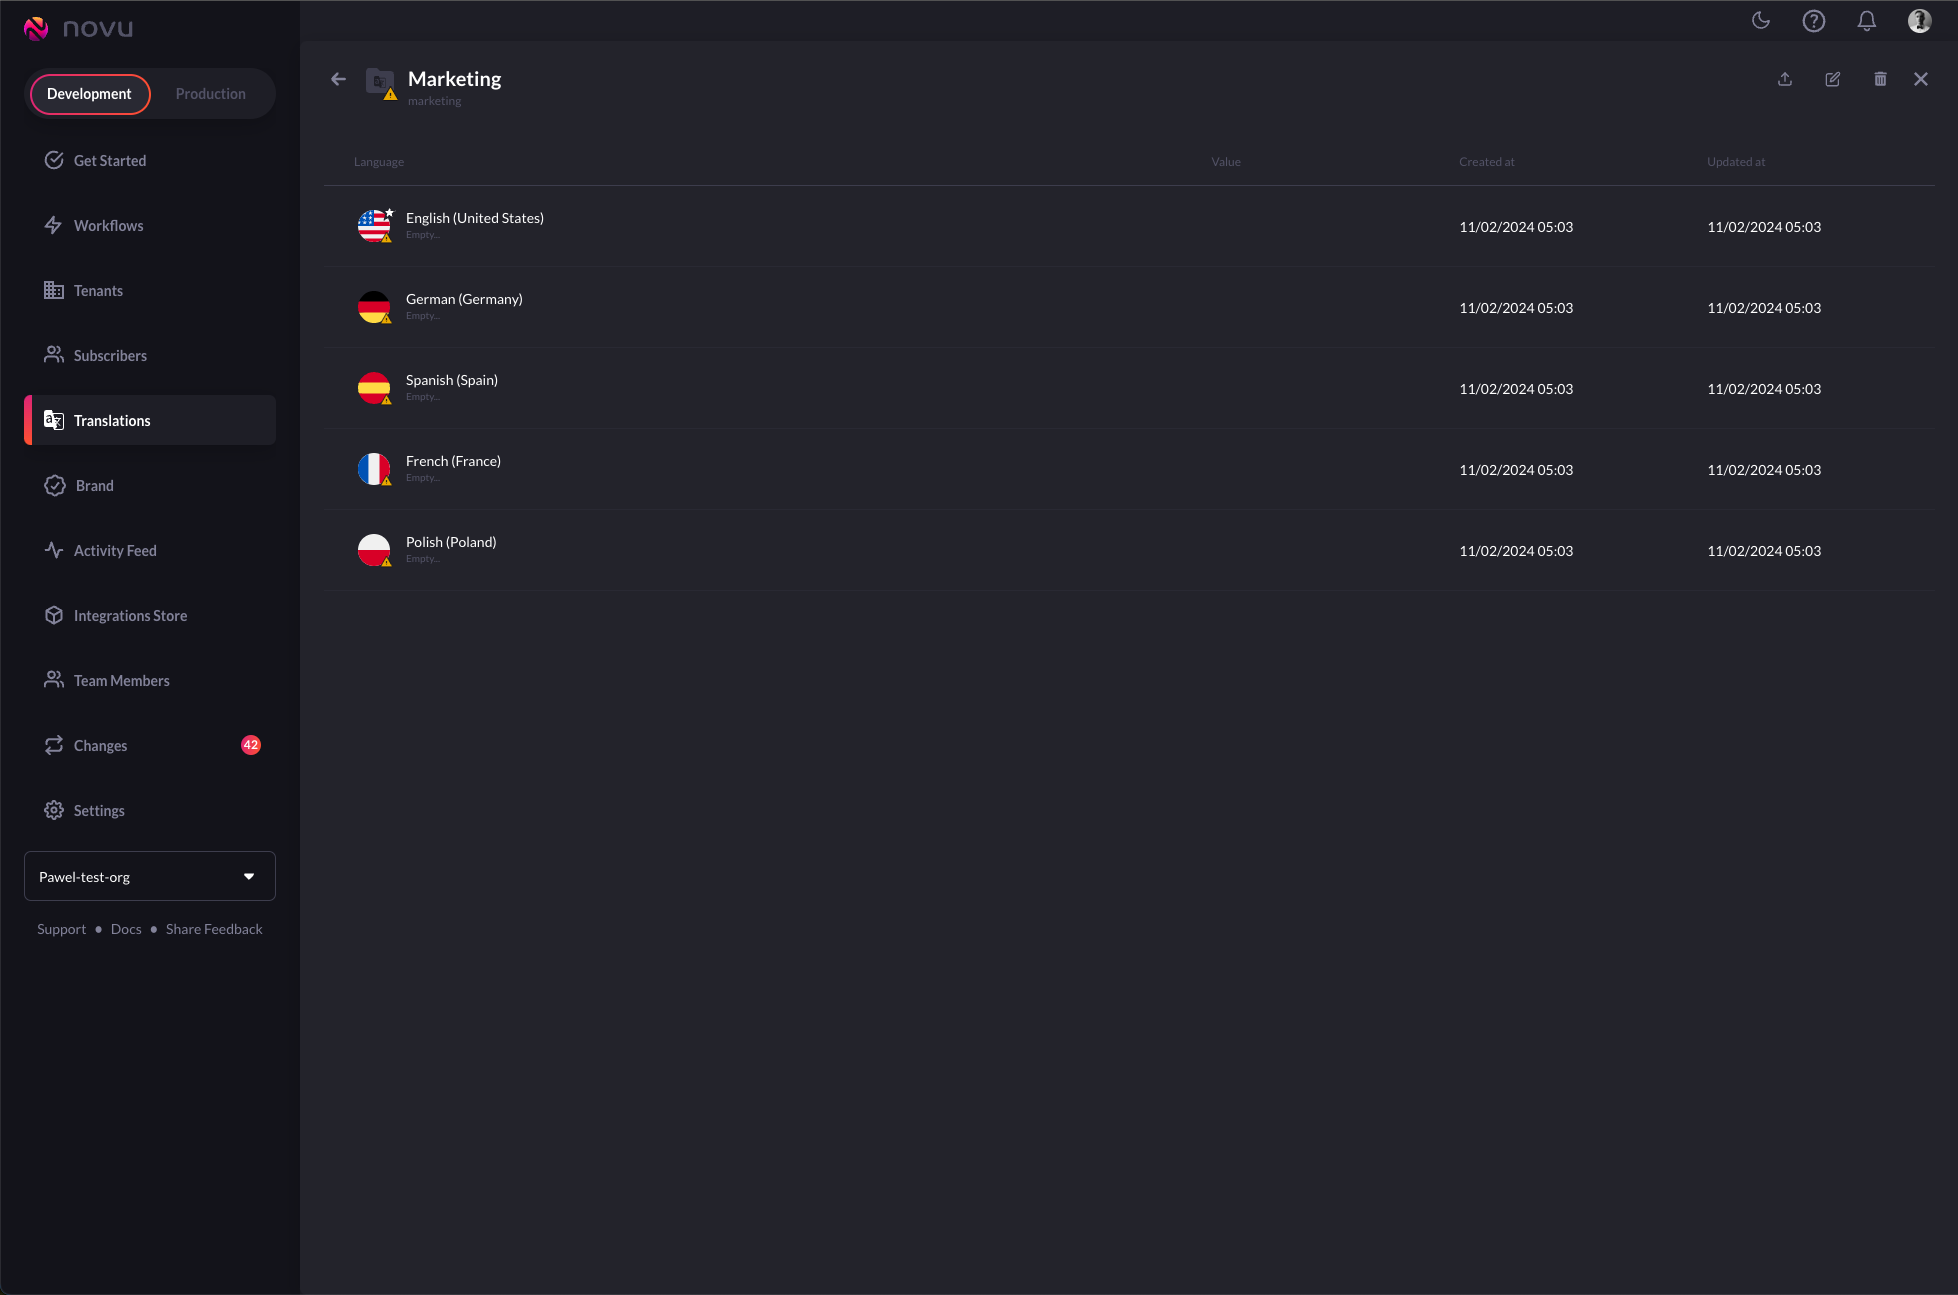 novu
Development Production
Get Started
Workflows
Tenants
Subscribers
Translations
Brand
Activity Feed
Integrations Store
Team Members
Changes 42
Settings
Pawel-test-org
Support • Docs • Share Feedback
Marketing
marketing
Language Value Created at Updated at
English (United States)
Empty...
11/02/2024 05:03 11/02/2024 05:03
German (Germany)
Empty...
11/02/2024 05:03 11/02/2024 05:03
Spanish (Spain)
Empty...
11/02/2024 05:03 11/02/2024 05:03
French (France)
Empty...
11/02/2024 05:03 11/02/2024 05:03
Polish (Poland)
Empty...
11/02/2024 05:03 11/02/2024 05:03